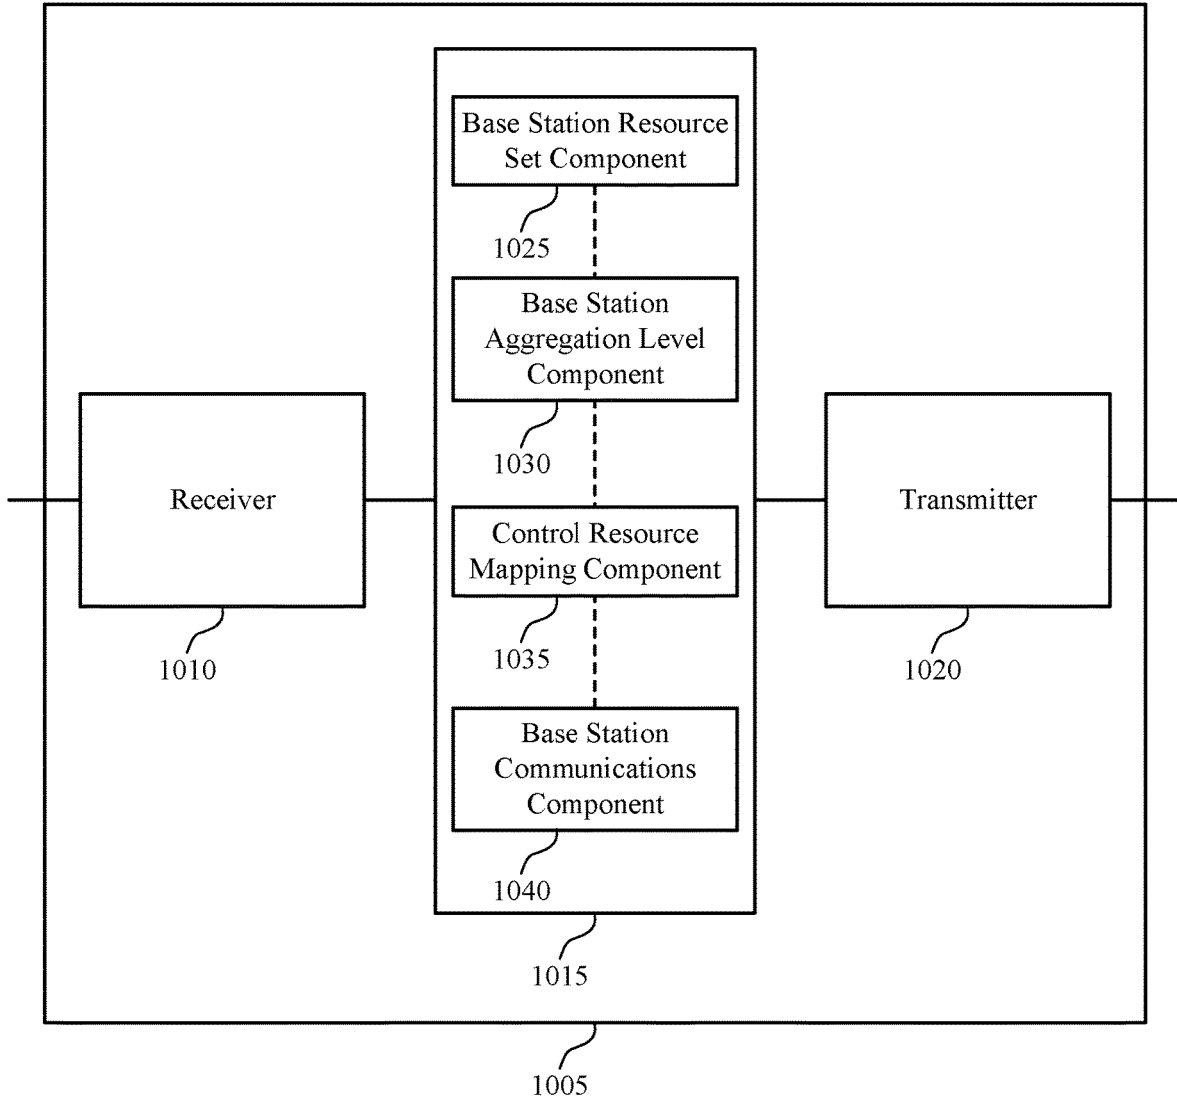 Base Station Resource
Set Component
1025
Base Station
Aggregation Level
Component
1030
Receiver
1010
Control Resource
Mapping Component
1035
Transmitter
1020
Base Station
Communications
Component
1040
1015
1005